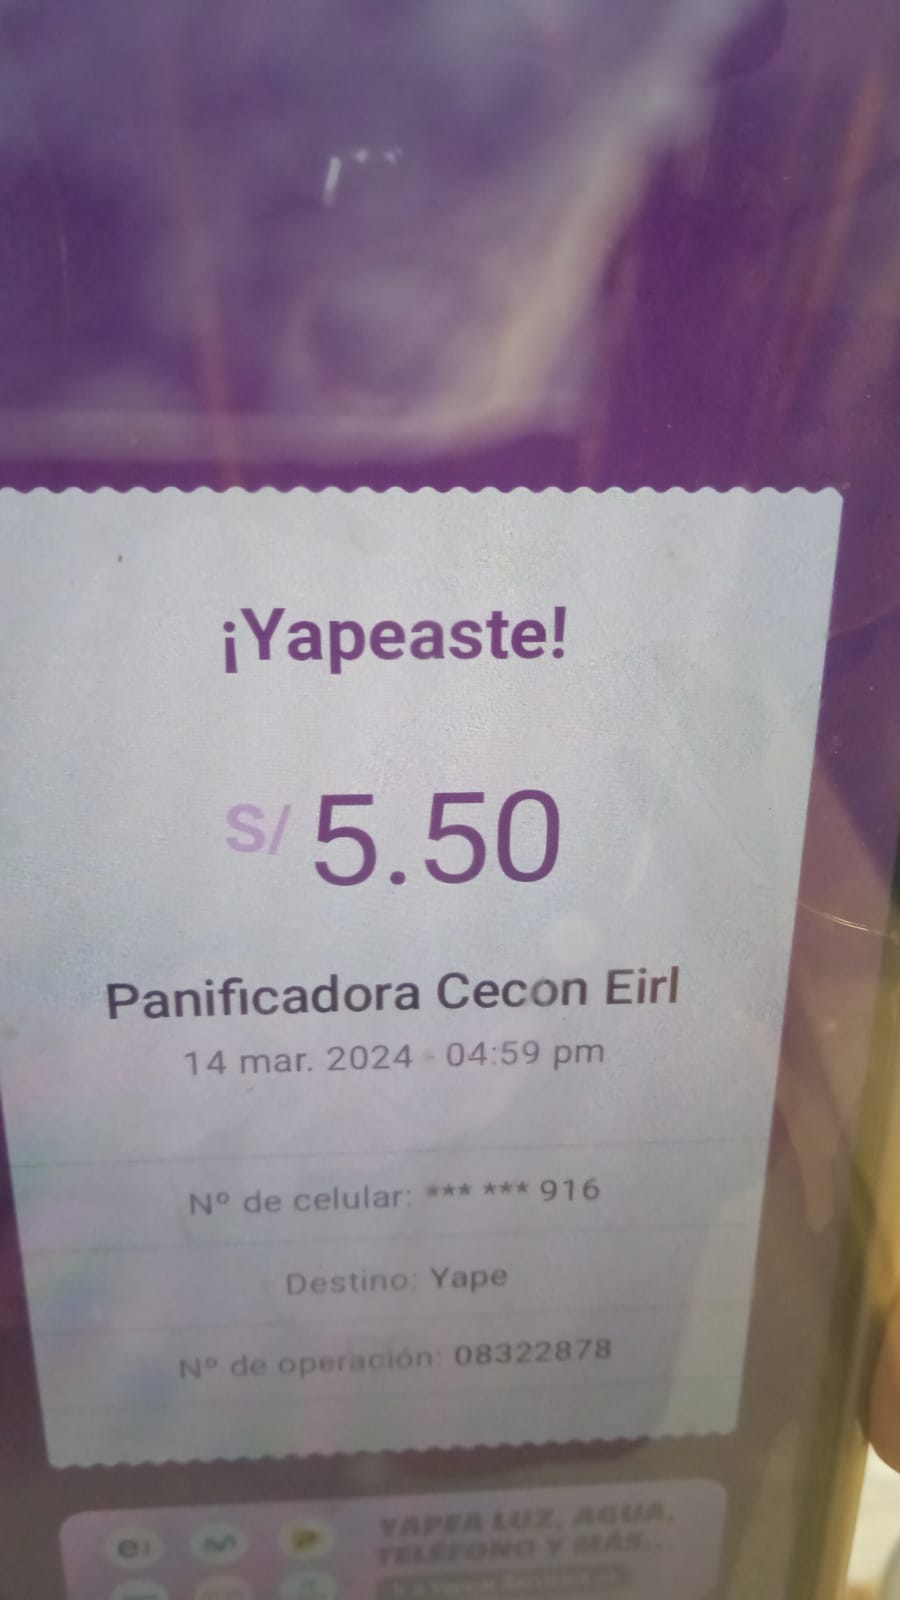 ¡Yapeaste!
S/ 5.50
Panificadora Cecon Eirl
14 mar. 2024 - 04:59 pm
Nº de celular: *** *** 916
Destino: Yape
Nº de operación: 08322878
YAPEA LUZ, AGUA,
TELÉFONO Y MÁS...